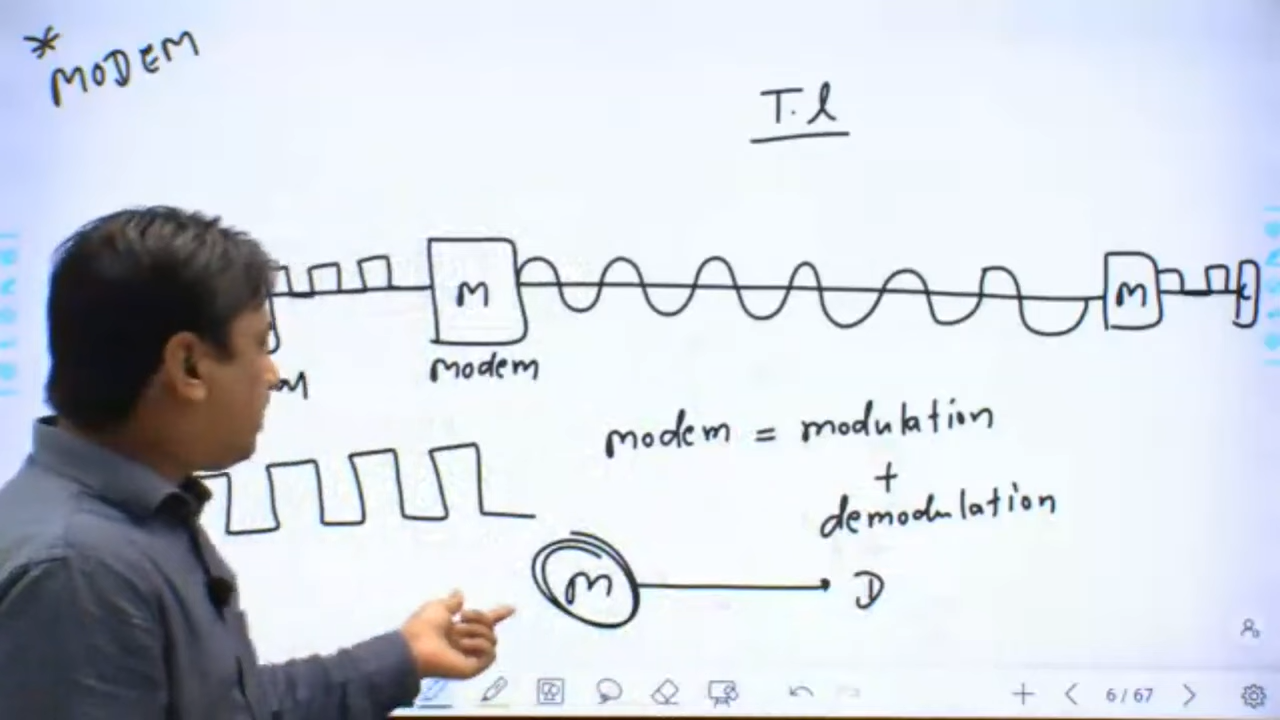 * MODEM
T.l
M
M
modem
modem = modulation
+
demodulation
M
D
6 / 67